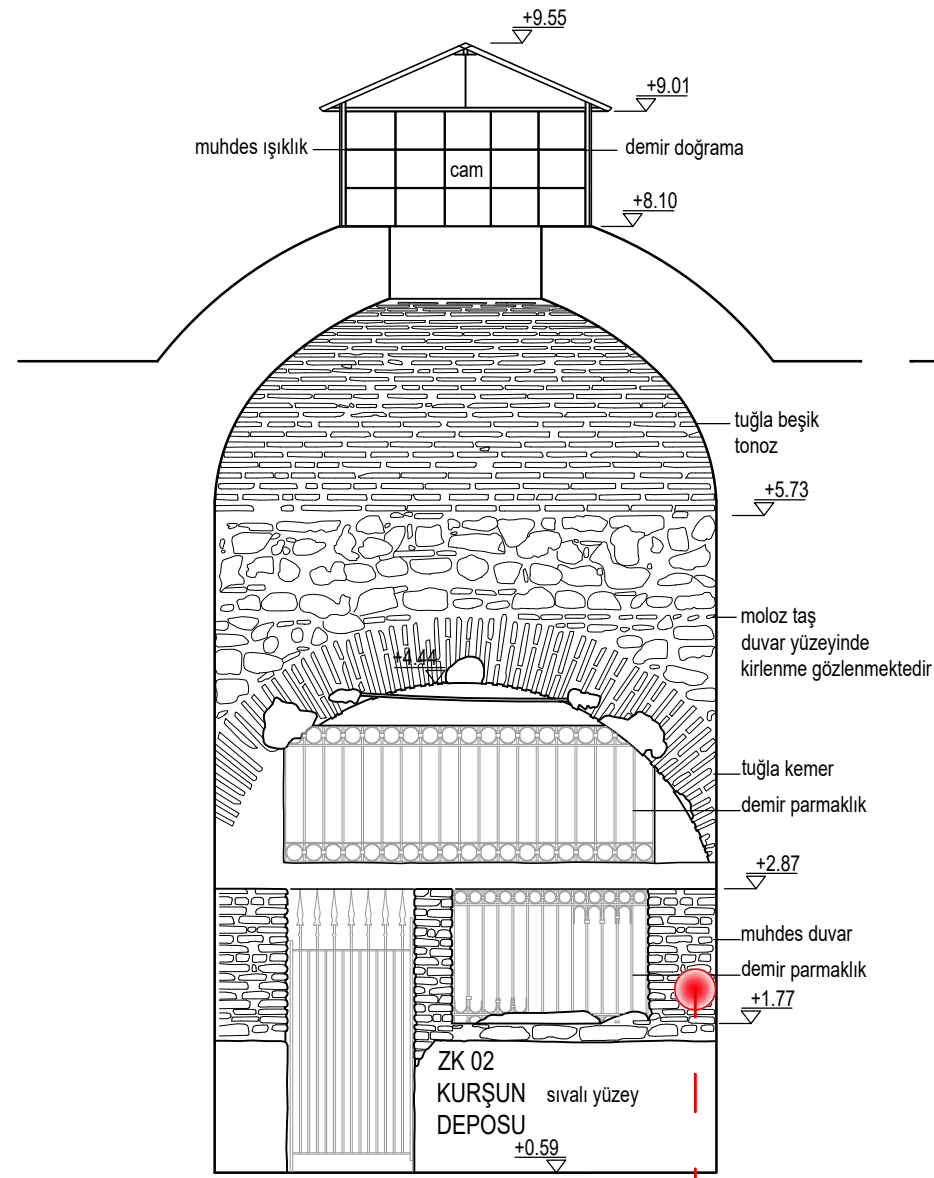 +9.55
+9.01
muhdes ışıklık
demir doğrama
cam
+8.10
tuğla beşik
tonoz
+5.73
moloz taş
duvar yüzeyinde
kirlenme gözlenmektedir
+4.44
tuğla kemer
demir parmaklık
+2.87
muhdes duvar
demir parmaklık
+1.77
ZK 02
KURŞUN
DEPOSU
sıvalı yüzey
+0.59